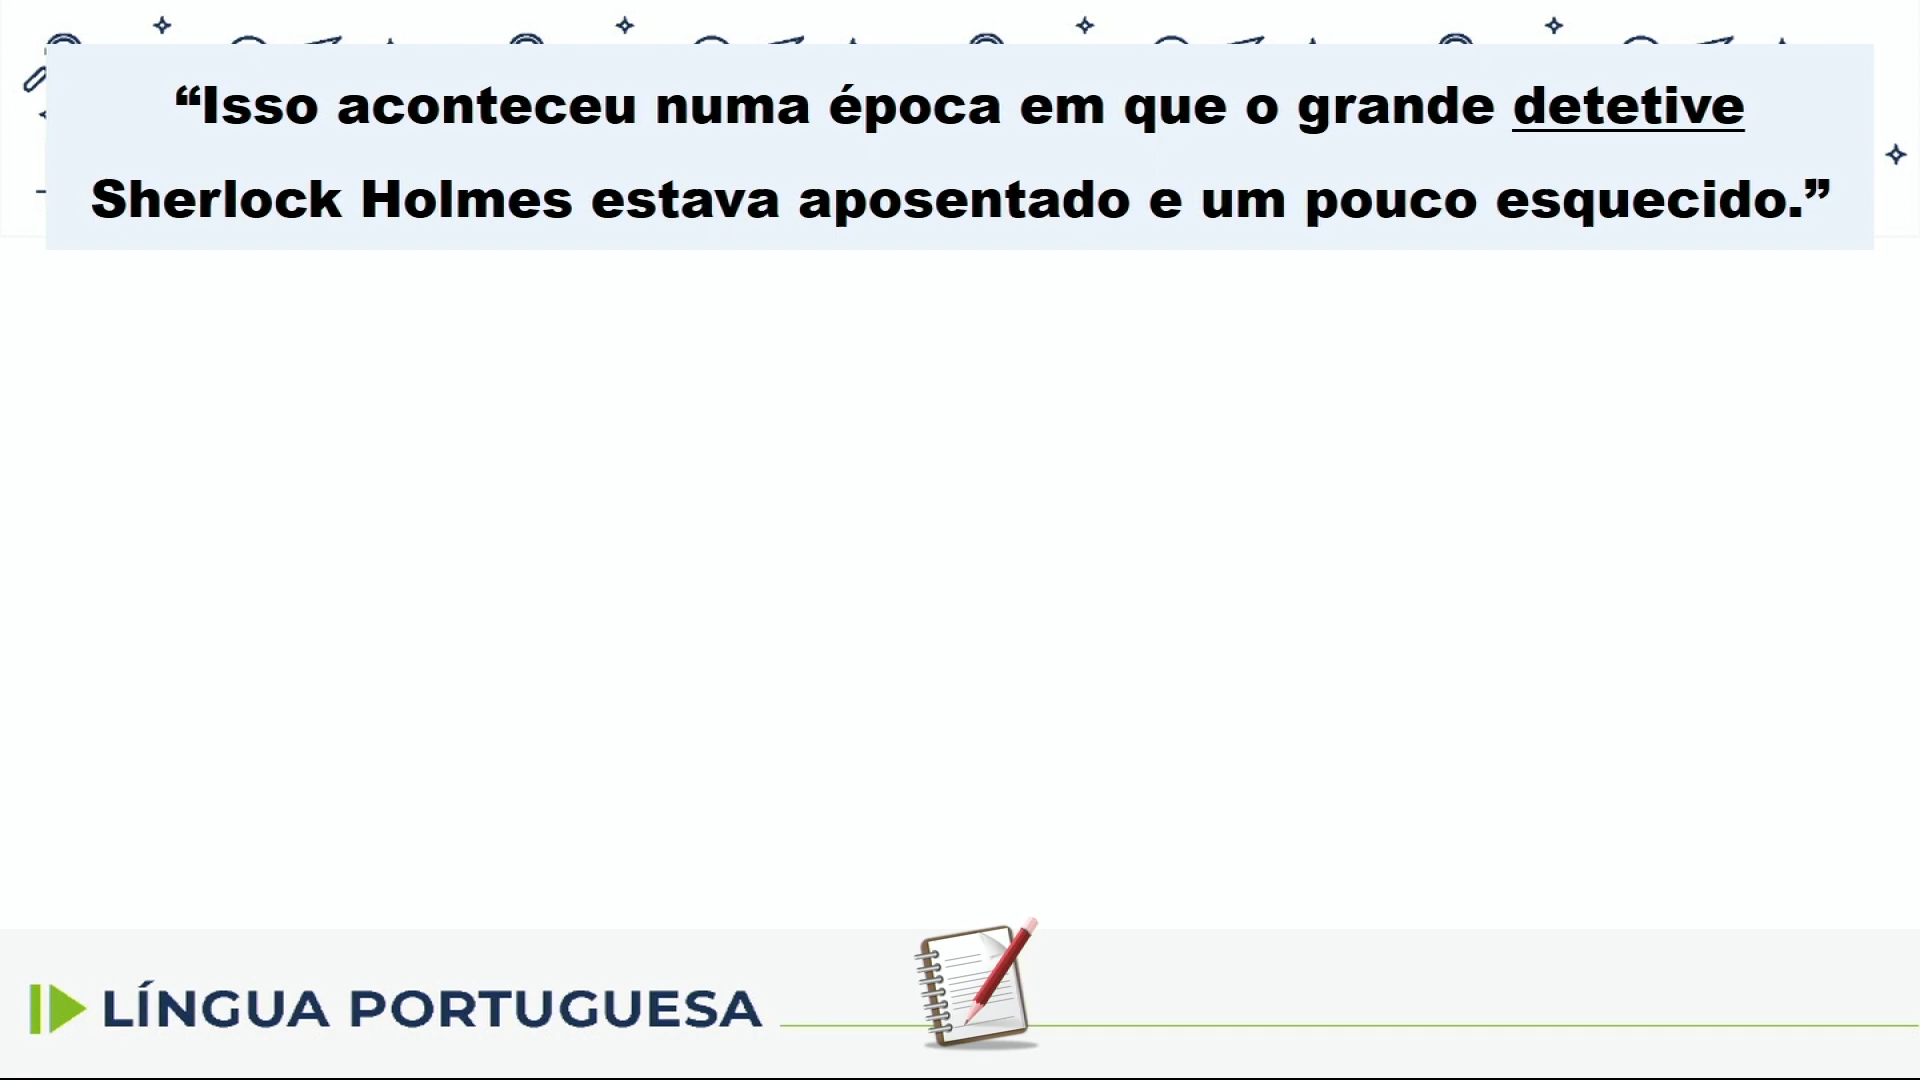 “Isso aconteceu numa época em que o grande detetive
Sherlock Holmes estava aposentado e um pouco esquecido.”
LÍNGUA PORTUGUESA